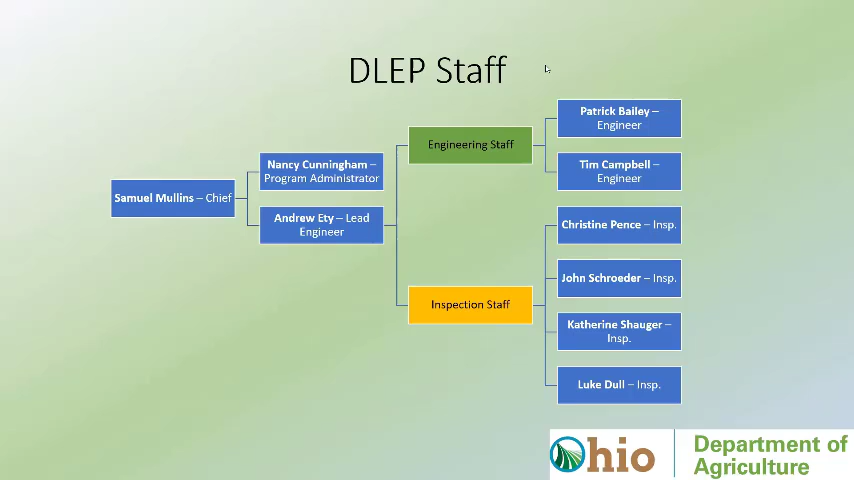 DLEP Staff
Samuel Mullins – Chief
Nancy Cunningham –
Program Administrator
Andrew Ety – Lead
Engineer
Engineering Staff
Patrick Bailey –
Engineer
Tim Campbell –
Engineer
Inspection Staff
Christine Pence – Insp.
John Schroeder – Insp.
Katherine Shauger –
Insp.
Luke Dull – Insp.
Ohio
Department of
Agriculture